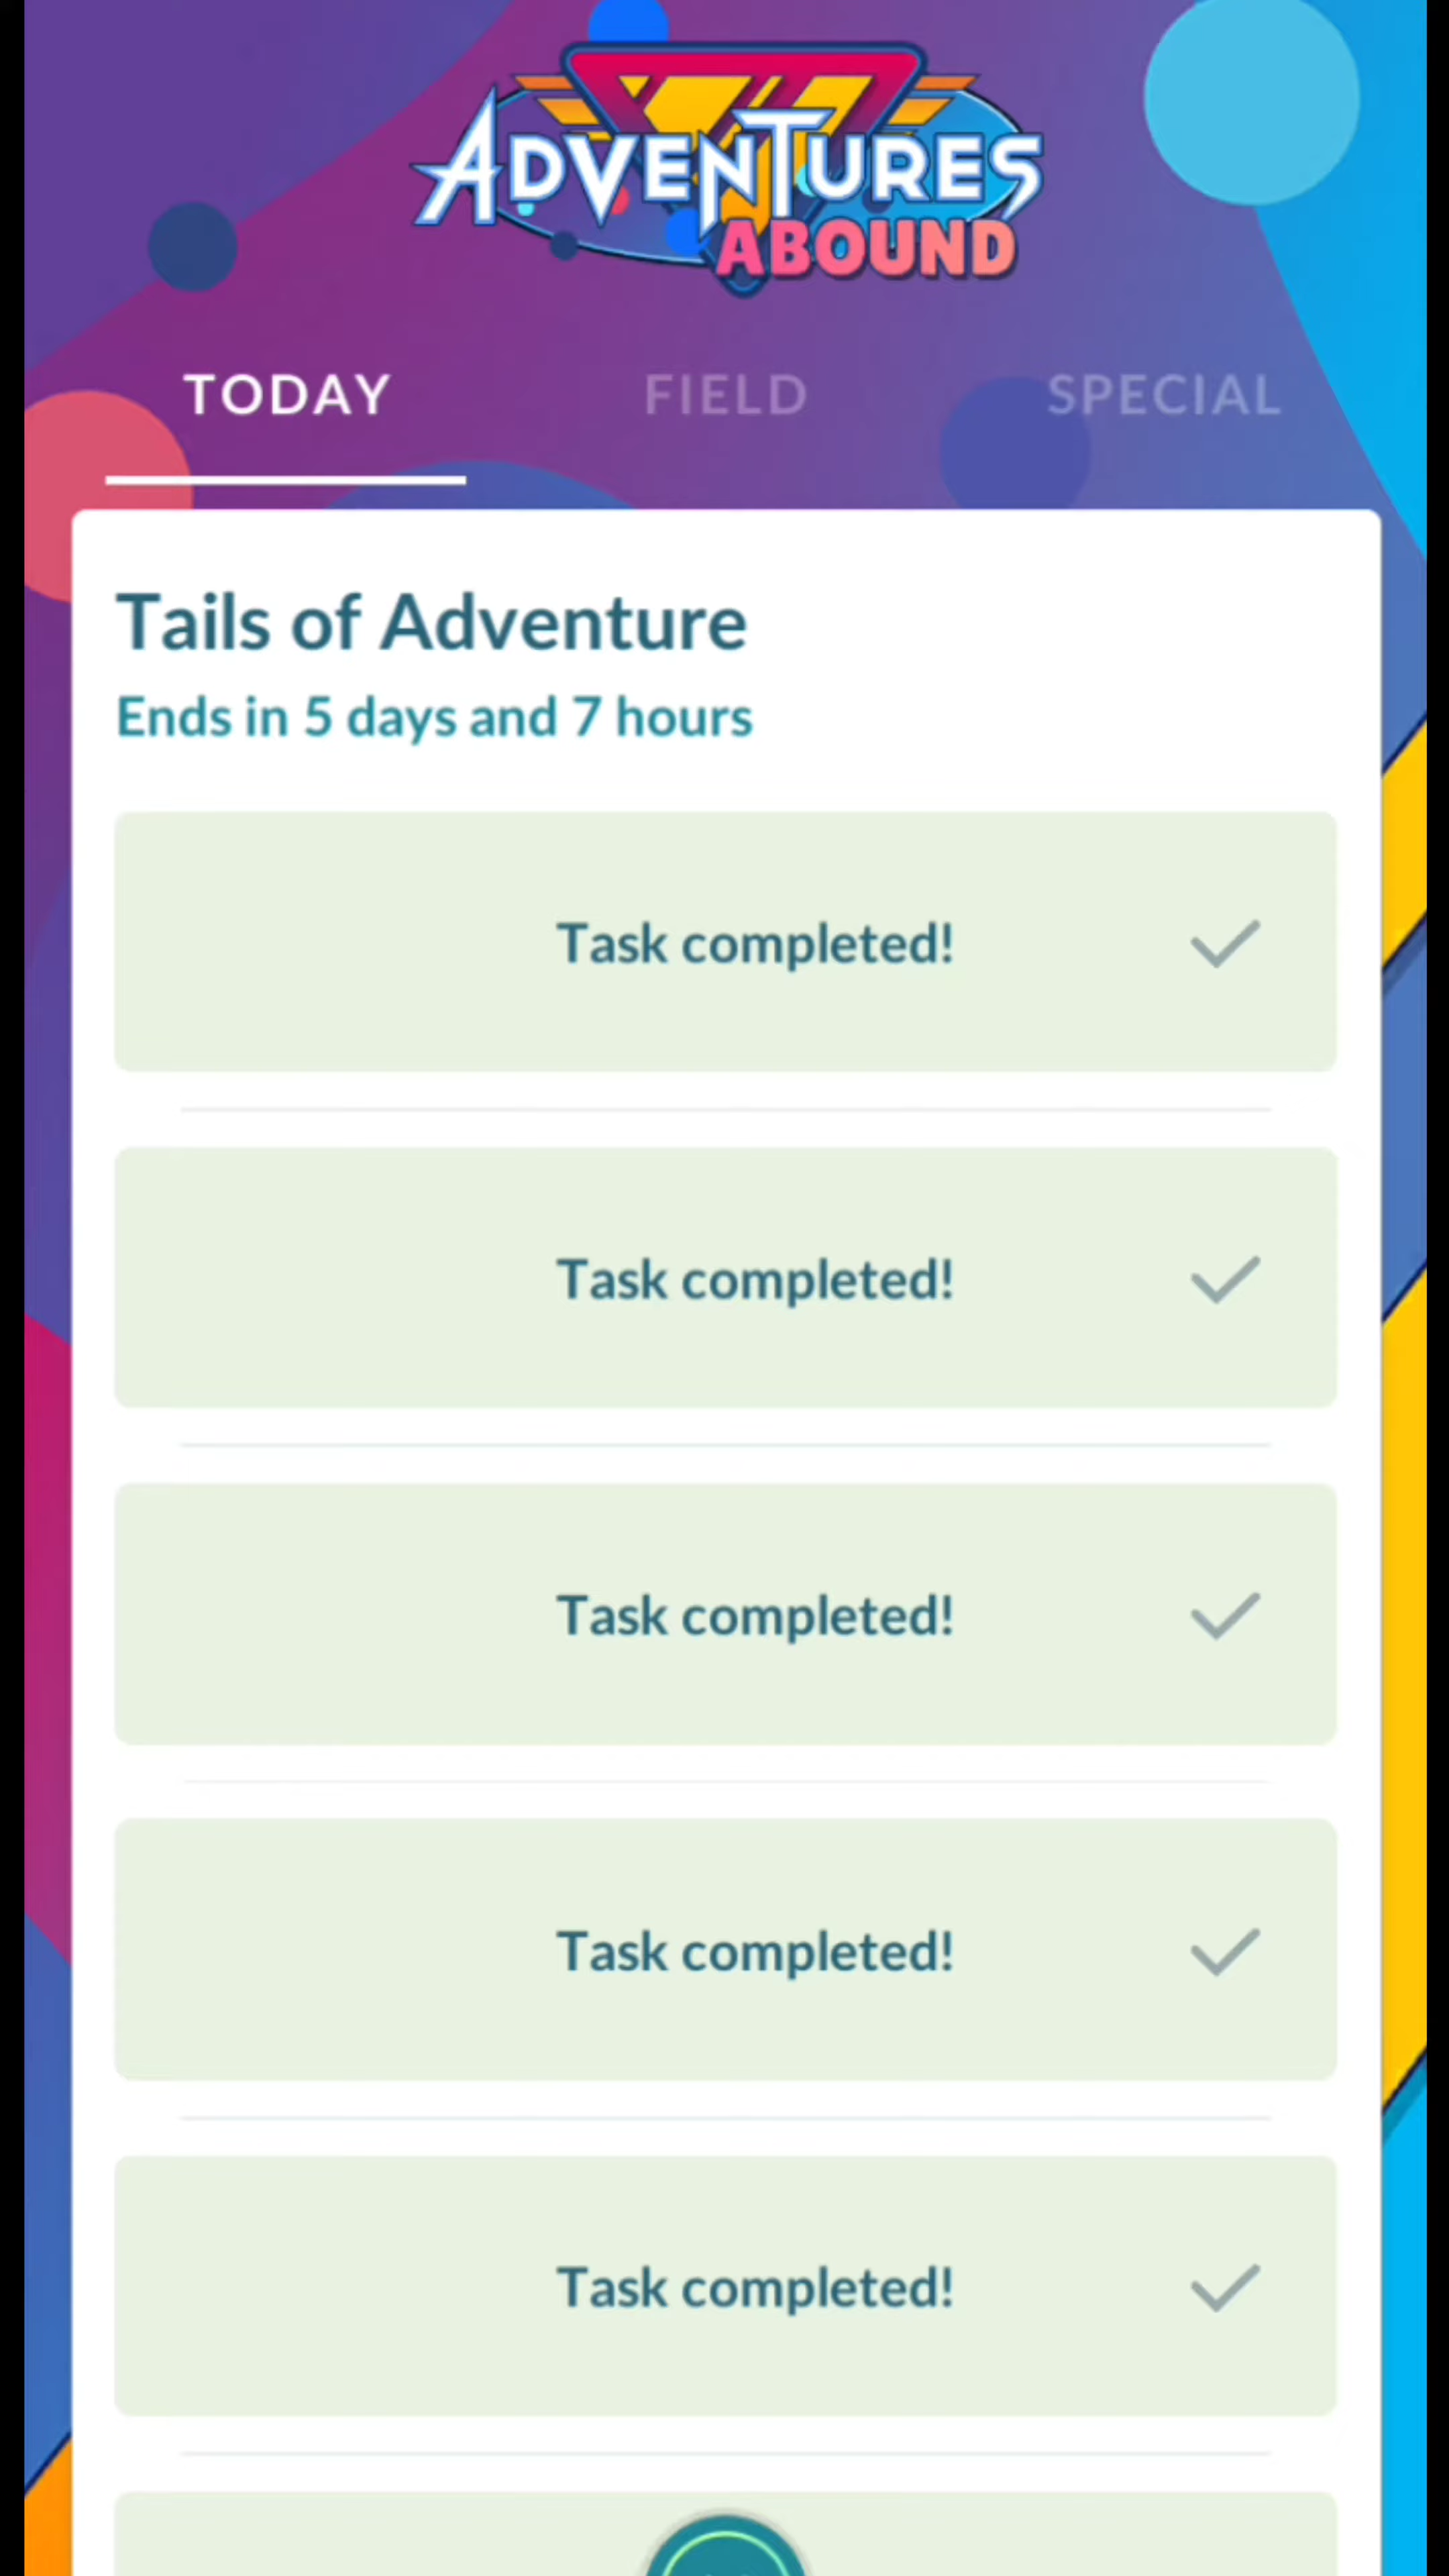 ADVENTURES
ABOUND
TODAY
FIELD
SPECIAL
Tails of Adventure
Ends in 5 days and 7 hours
Task completed!
Task completed!
Task completed!
Task completed!
Task completed!